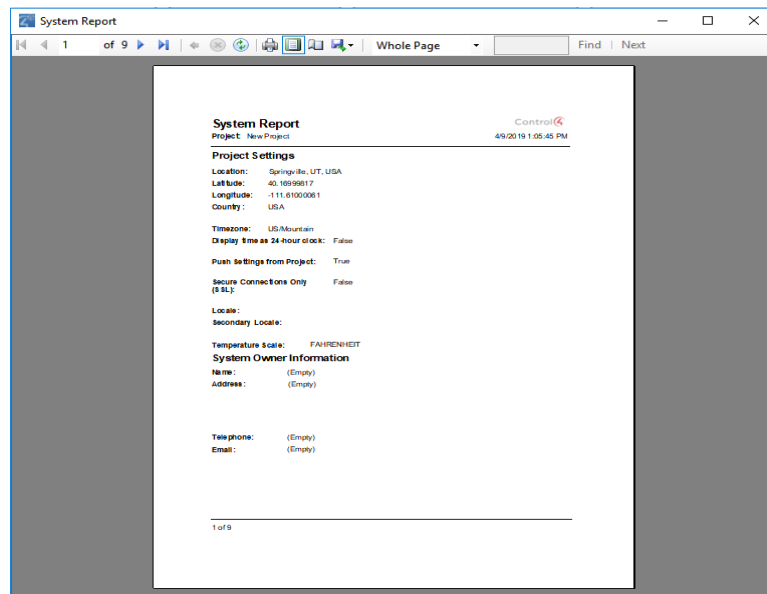 System Report
1 of 9 Whole Page Find | Next
System Report Control4
Project: New Project 4/9/2019 1:05:45 PM
Project Settings
Location: Springville, UT, USA
Latitude: 40.16999817
Longitude: -111.61000061
Country: USA
Timezone: US/Mountain
Display time as 24-hour clock: False
Push Settings from Project: True
Secure Connections Only False
(SSL):
Locale:
Secondary Locale:
Temperature Scale: FAHRENHEIT
System Owner Information
Name: (Empty)
Address: (Empty)
Telephone: (Empty)
Email: (Empty)
1 of 9